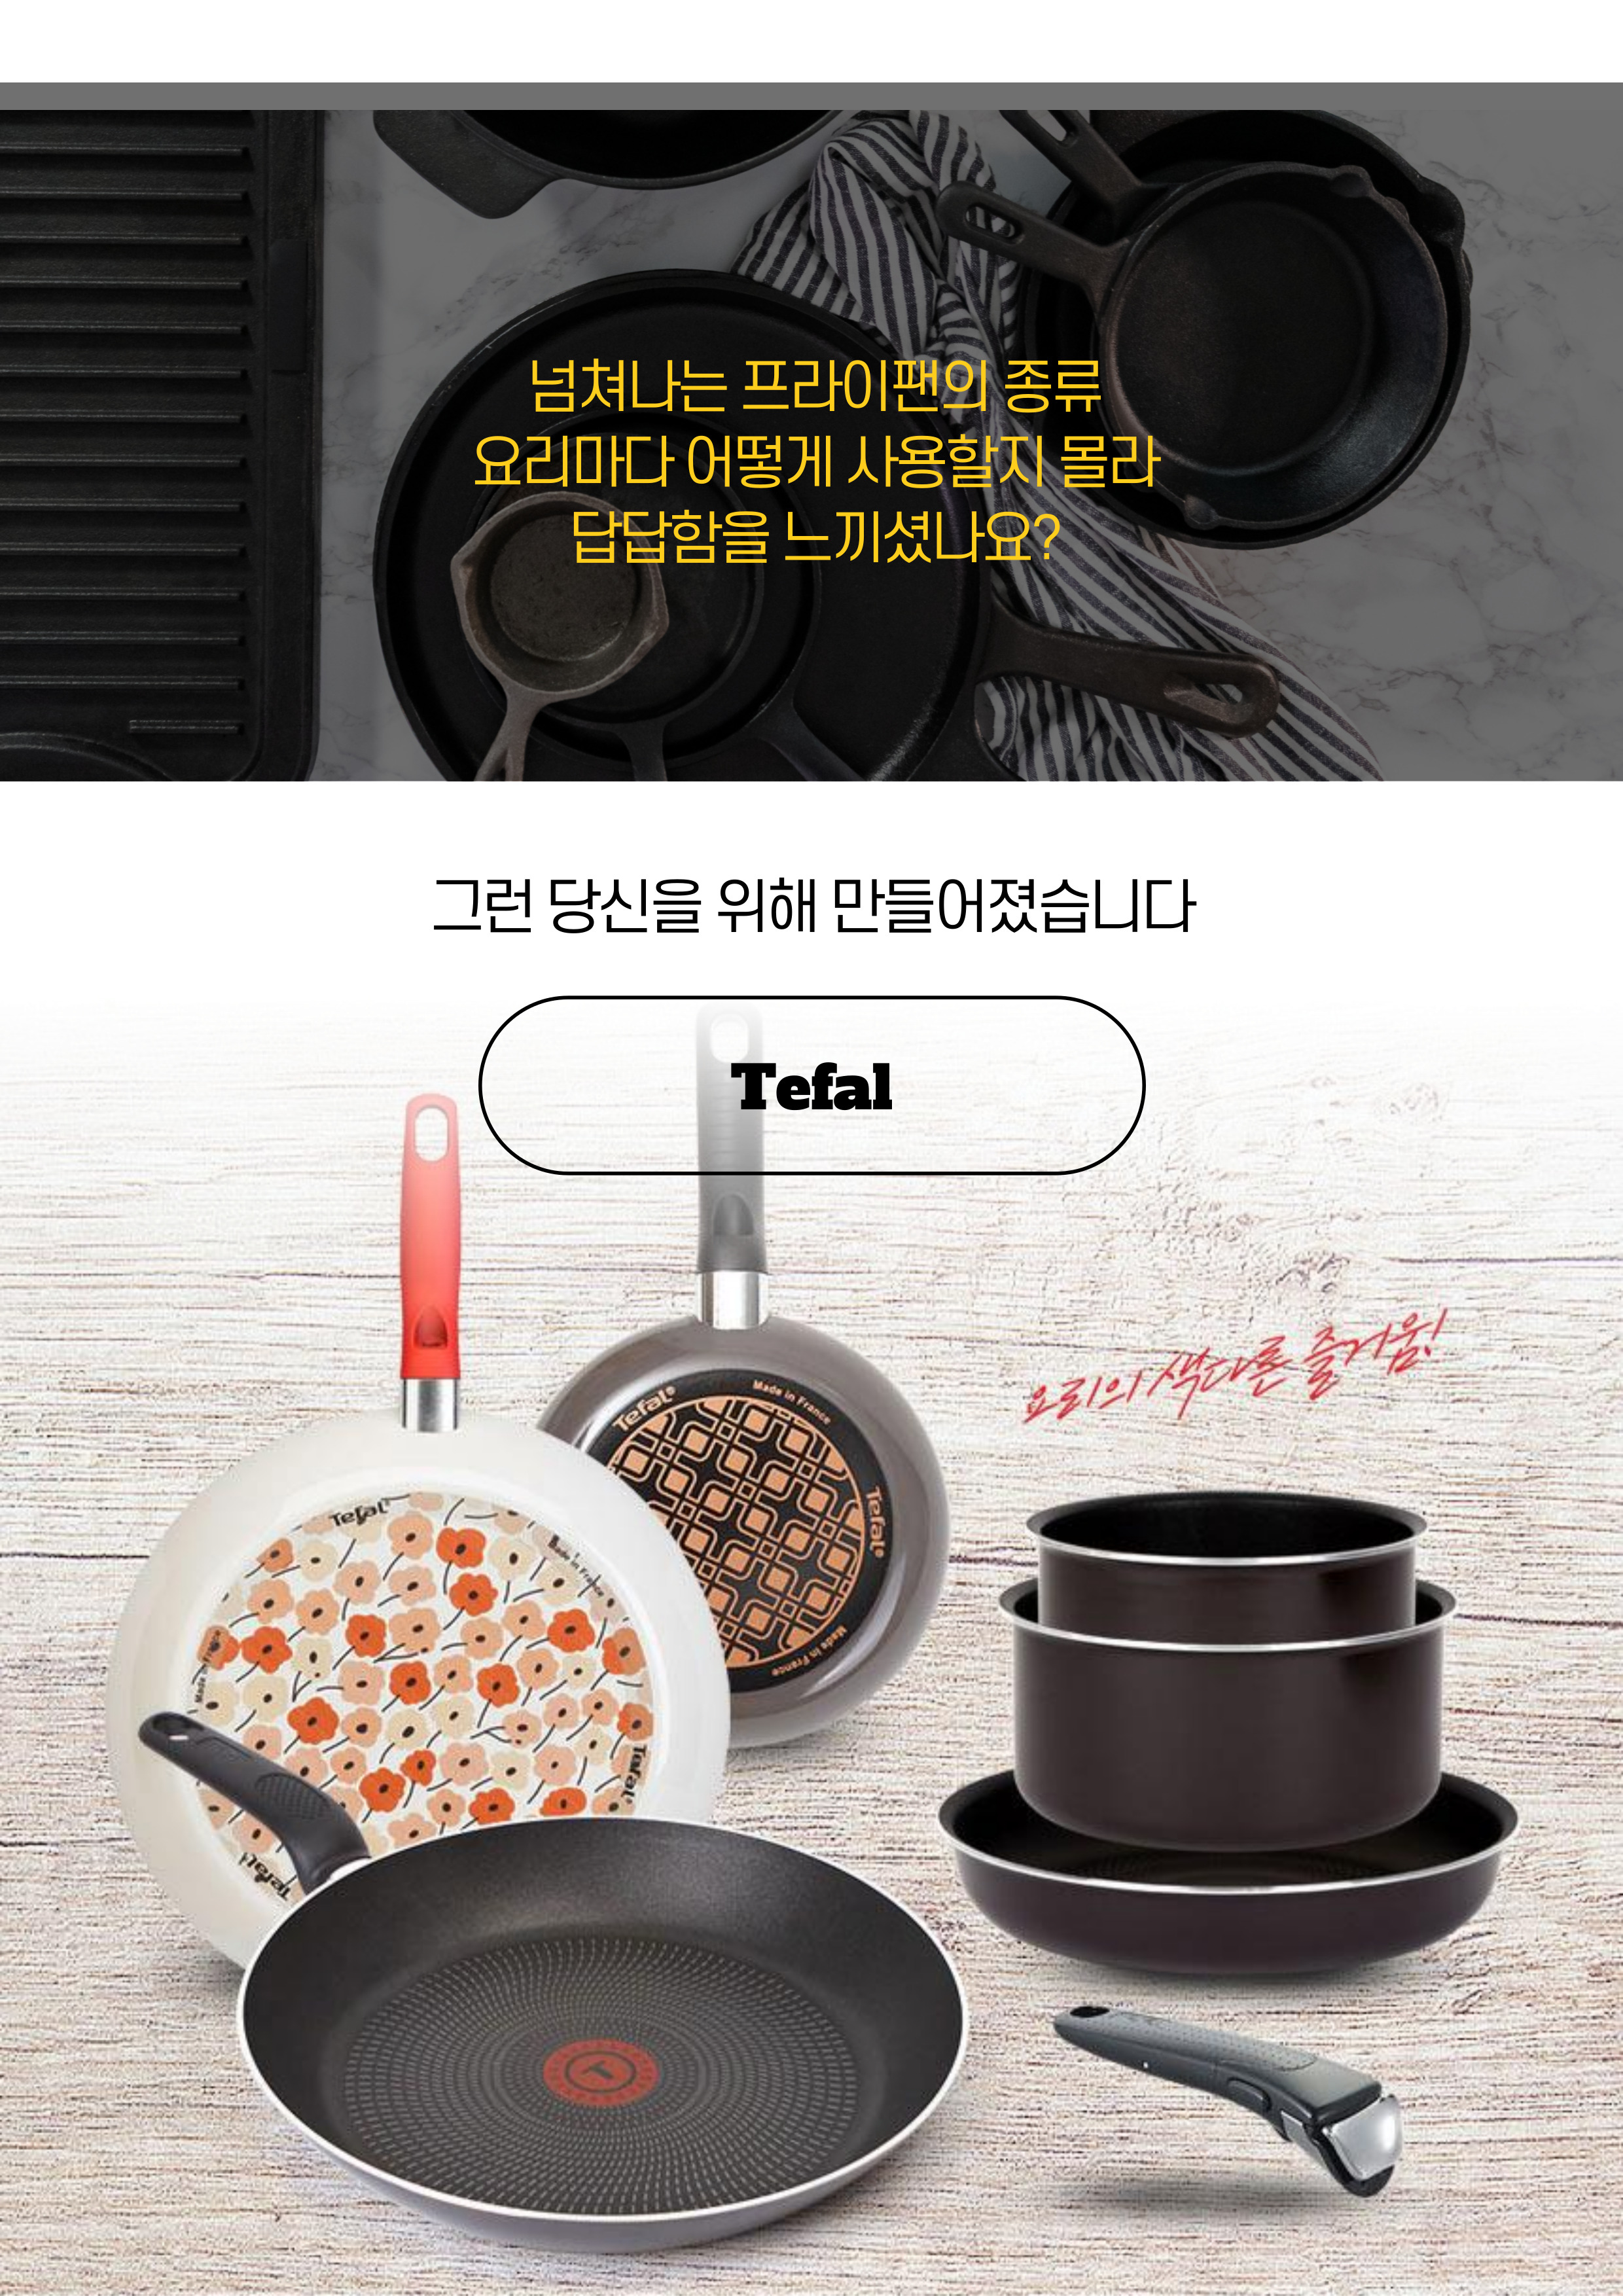 넘쳐나는 프라이팬의 종류
요리마다 어떻게 사용할지 몰라
답답함을 느끼셨나요?
그런 당신을 위해 만들어졌습니다
Tefal
요리의 색다른 즐거움!
Tefal®
Made in France
Tefal®
Made in France
Tefal
Made in France
Made in France
Tefal
Tefal
T